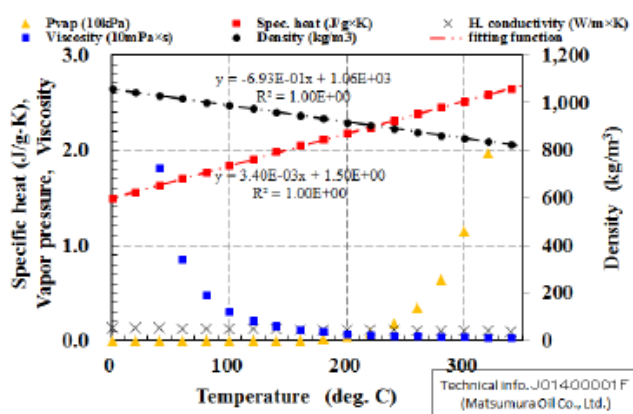 Pvap (10kPa) Spec. heat (J/g×K) H. conductivity (W/m×K)
Viscosity (10mPa×s) Density (kg/m3) fitting function
3.0 1,200
y = -6.93E-01x + 1.06E+03
R² = 1.00E+00
1,000
2.0 800
y = 3.40E-03x + 1.50E+00
R² = 1.00E+00
600
1.0 400
200
0.0 0
0 100 200 300
Specific heat (J/g-K),
Vapor pressure, Viscosity
Density (kg/m³)
Temperature (deg. C)
Technical info. J01400001F
(Matsumura Oil Co., Ltd.)